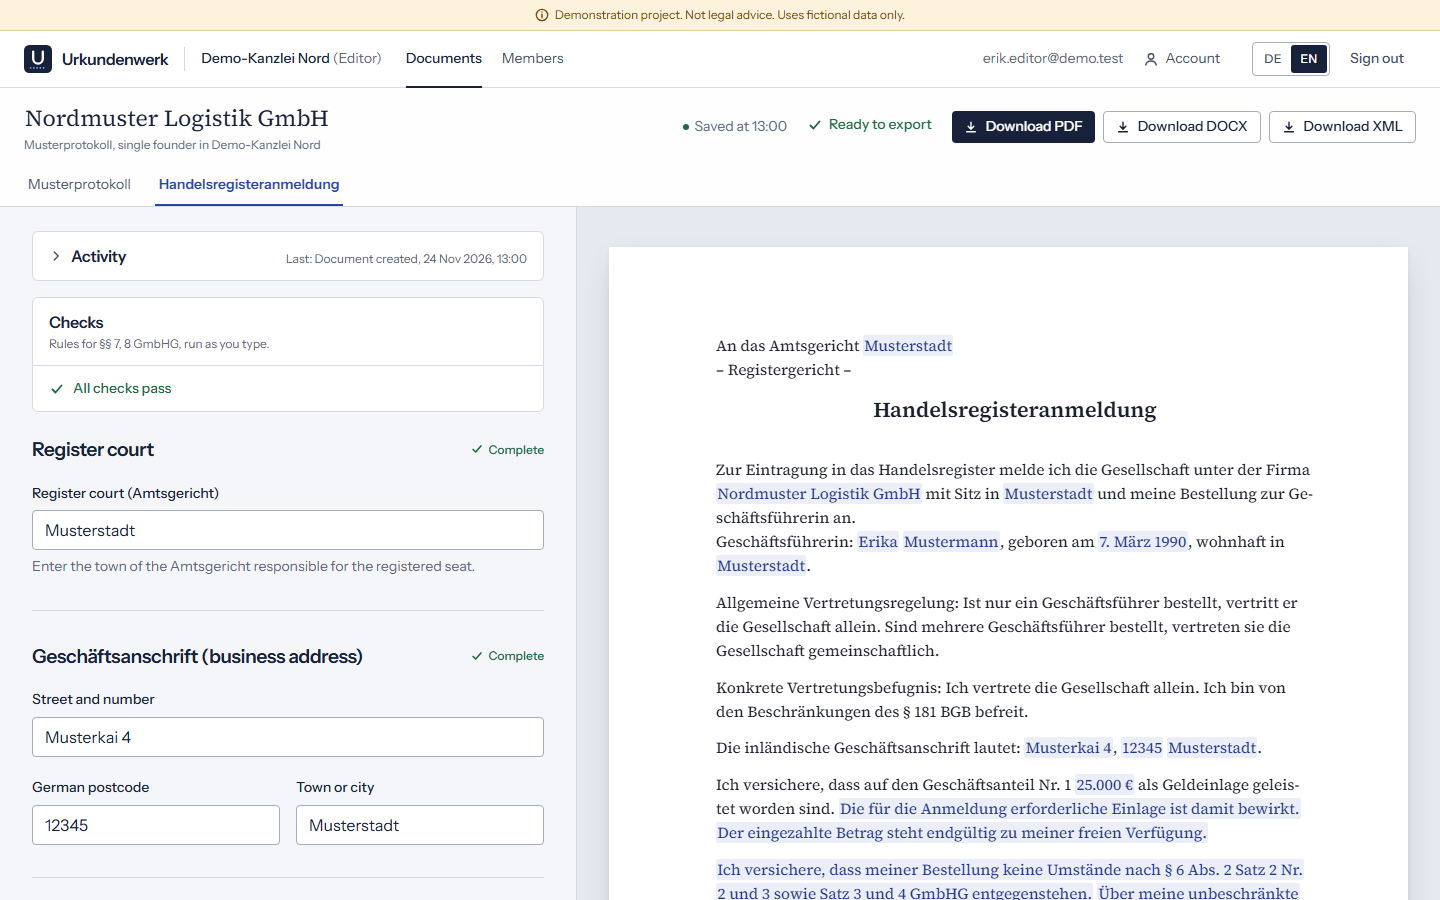 Demonstration project. Not legal advice. Uses fictional data only.
U Urkundenwerk Demo-Kanzlei Nord (Editor) Documents Members erik.editor@demo.test Account DE EN Sign out
Nordmuster Logistik GmbH
Musterprotokoll, single founder in Demo-Kanzlei Nord
Saved at 13:00 Ready to export Download PDF Download DOCX Download XML
Musterprotokoll Handelsregisteranmeldung
Activity Last: Document created, 24 Nov 2026, 13:00
Checks
Rules for §§ 7, 8 GmbHG, run as you type.
All checks pass
Register court Complete
Register court (Amtsgericht)
Musterstadt
Enter the town of the Amtsgericht responsible for the registered seat.
Geschäftsanschrift (business address) Complete
Street and number
Musterkai 4
German postcode Town or city
12345 Musterstadt
An das Amtsgericht Musterstadt
– Registergericht –
Handelsregisteranmeldung
Zur Eintragung in das Handelsregister melde ich die Gesellschaft unter der Firma
Nordmuster Logistik GmbH mit Sitz in Musterstadt und meine Bestellung zur Ge-
schäftsführerin an.
Geschäftsführerin: Erika Mustermann, geboren am 7. März 1990, wohnhaft in
Musterstadt.
Allgemeine Vertretungsregelung: Ist nur ein Geschäftsführer bestellt, vertritt er
die Gesellschaft allein. Sind mehrere Geschäftsführer bestellt, vertreten sie die
Gesellschaft gemeinschaftlich.
Konkrete Vertretungsbefugnis: Ich vertrete die Gesellschaft allein. Ich bin von
den Beschränkungen des § 181 BGB befreit.
Die inländische Geschäftsanschrift lautet: Musterkai 4, 12345 Musterstadt.
Ich versichere, dass auf den Geschäftsanteil Nr. 1 25.000 € als Geldeinlage geleis-
tet worden sind. Die für die Anmeldung erforderliche Einlage ist damit bewirkt.
Der eingezahlte Betrag steht endgültig zu meiner freien Verfügung.
Ich versichere, dass meiner Bestellung keine Umstände nach § 6 Abs. 2 Satz 2 Nr.
2 und 3 sowie Satz 3 und 4 GmbHG entgegenstehen. Über meine unbeschränkte